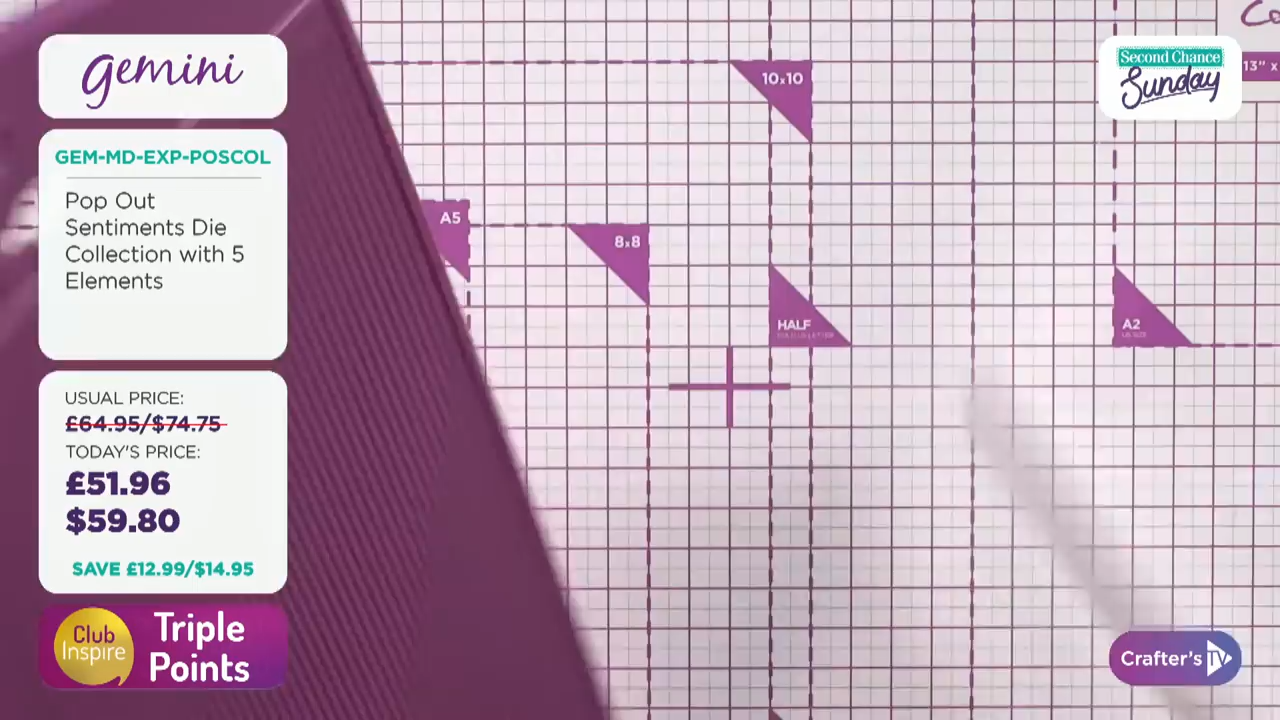 gemini
GEM-MD-EXP-POSCOL
Pop Out
Sentiments Die
Collection with 5
Elements
USUAL PRICE:
£64.95/$74.75
TODAY'S PRICE:
£51.96
$59.80
SAVE £12.99/$14.95
Club
Inspire
Triple
Points
Second Chance
Sunday
13" x
10x10
A5
8x8
HALF
A2
US SIZE
Crafter's TV